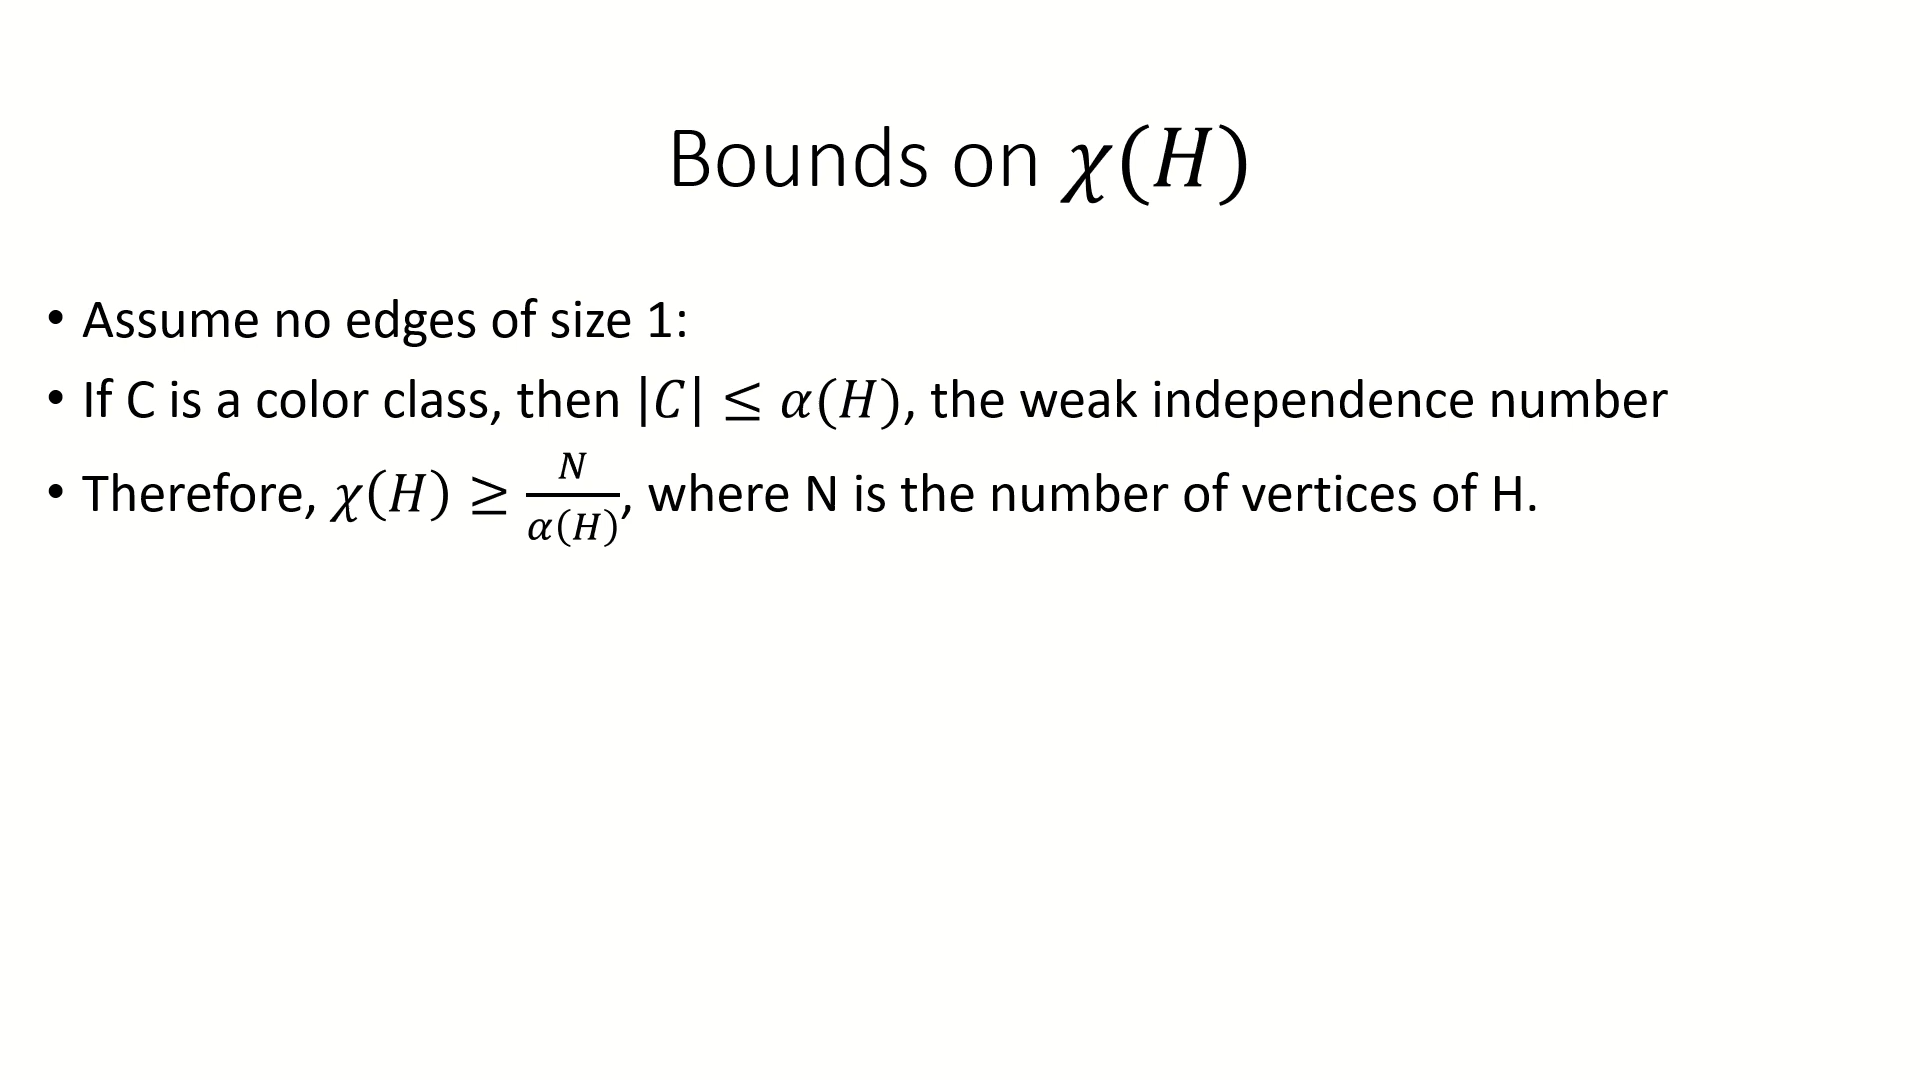 Bounds on χ(H)
• Assume no edges of size 1:
• If C is a color class, then |C| ≤ α(H), the weak independence number
• Therefore, χ(H) ≥ N/α(H), where N is the number of vertices of H.